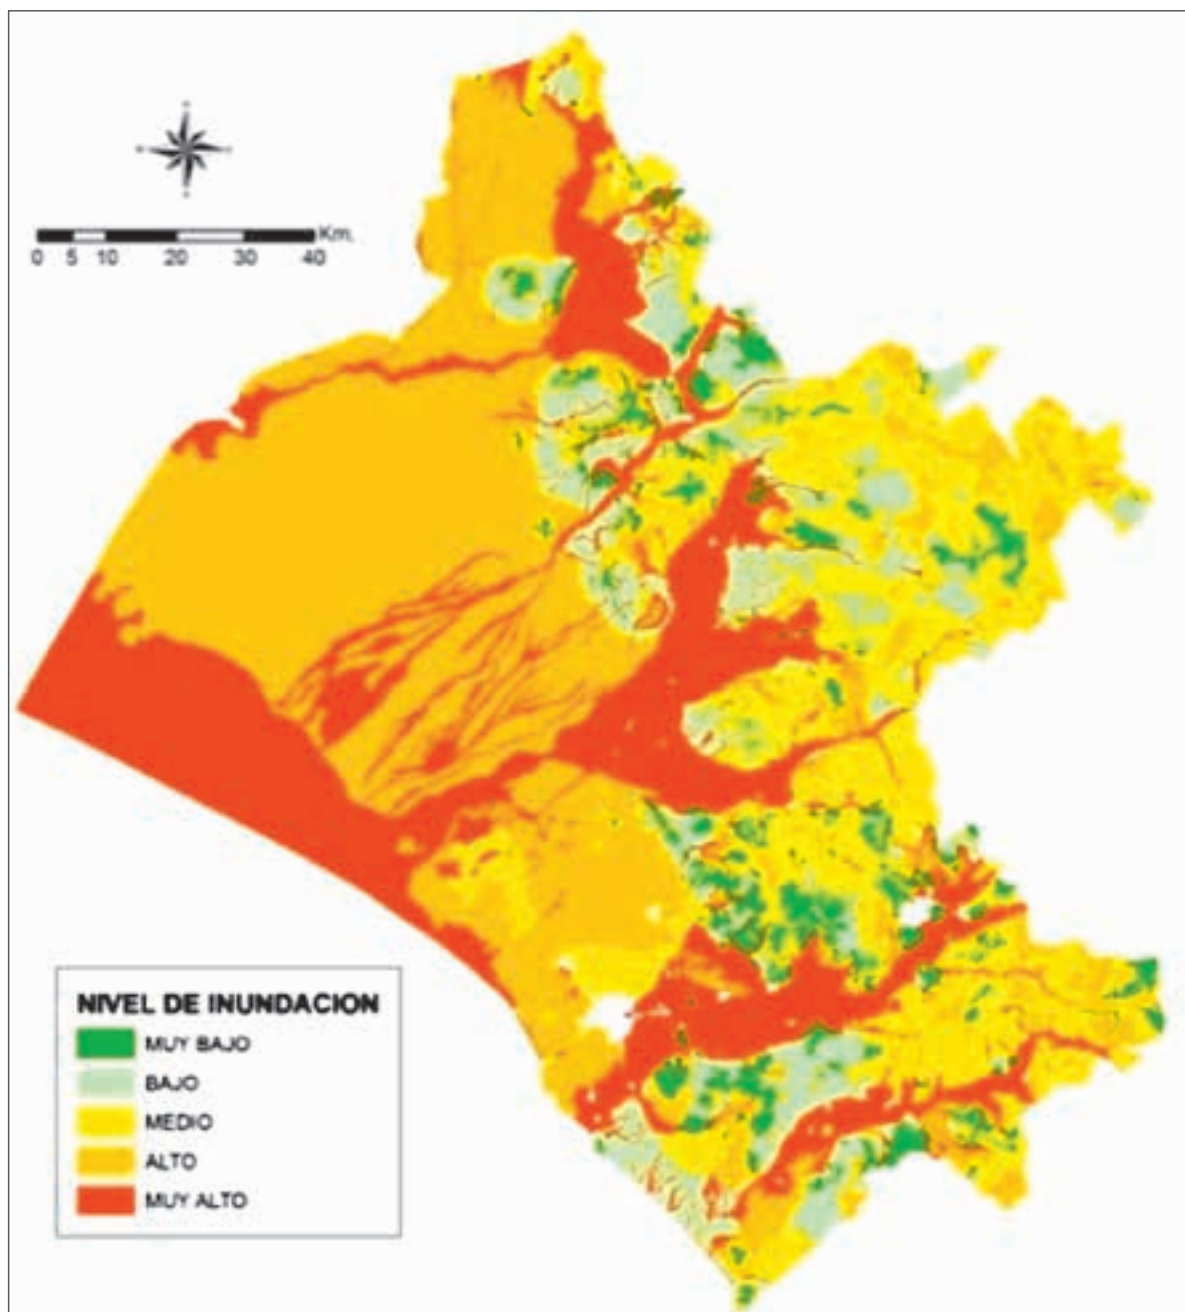 Km.
0 5 10 20 30 40
NIVEL DE INUNDACION
MUY BAJO
BAJO
MEDIO
ALTO
MUY ALTO